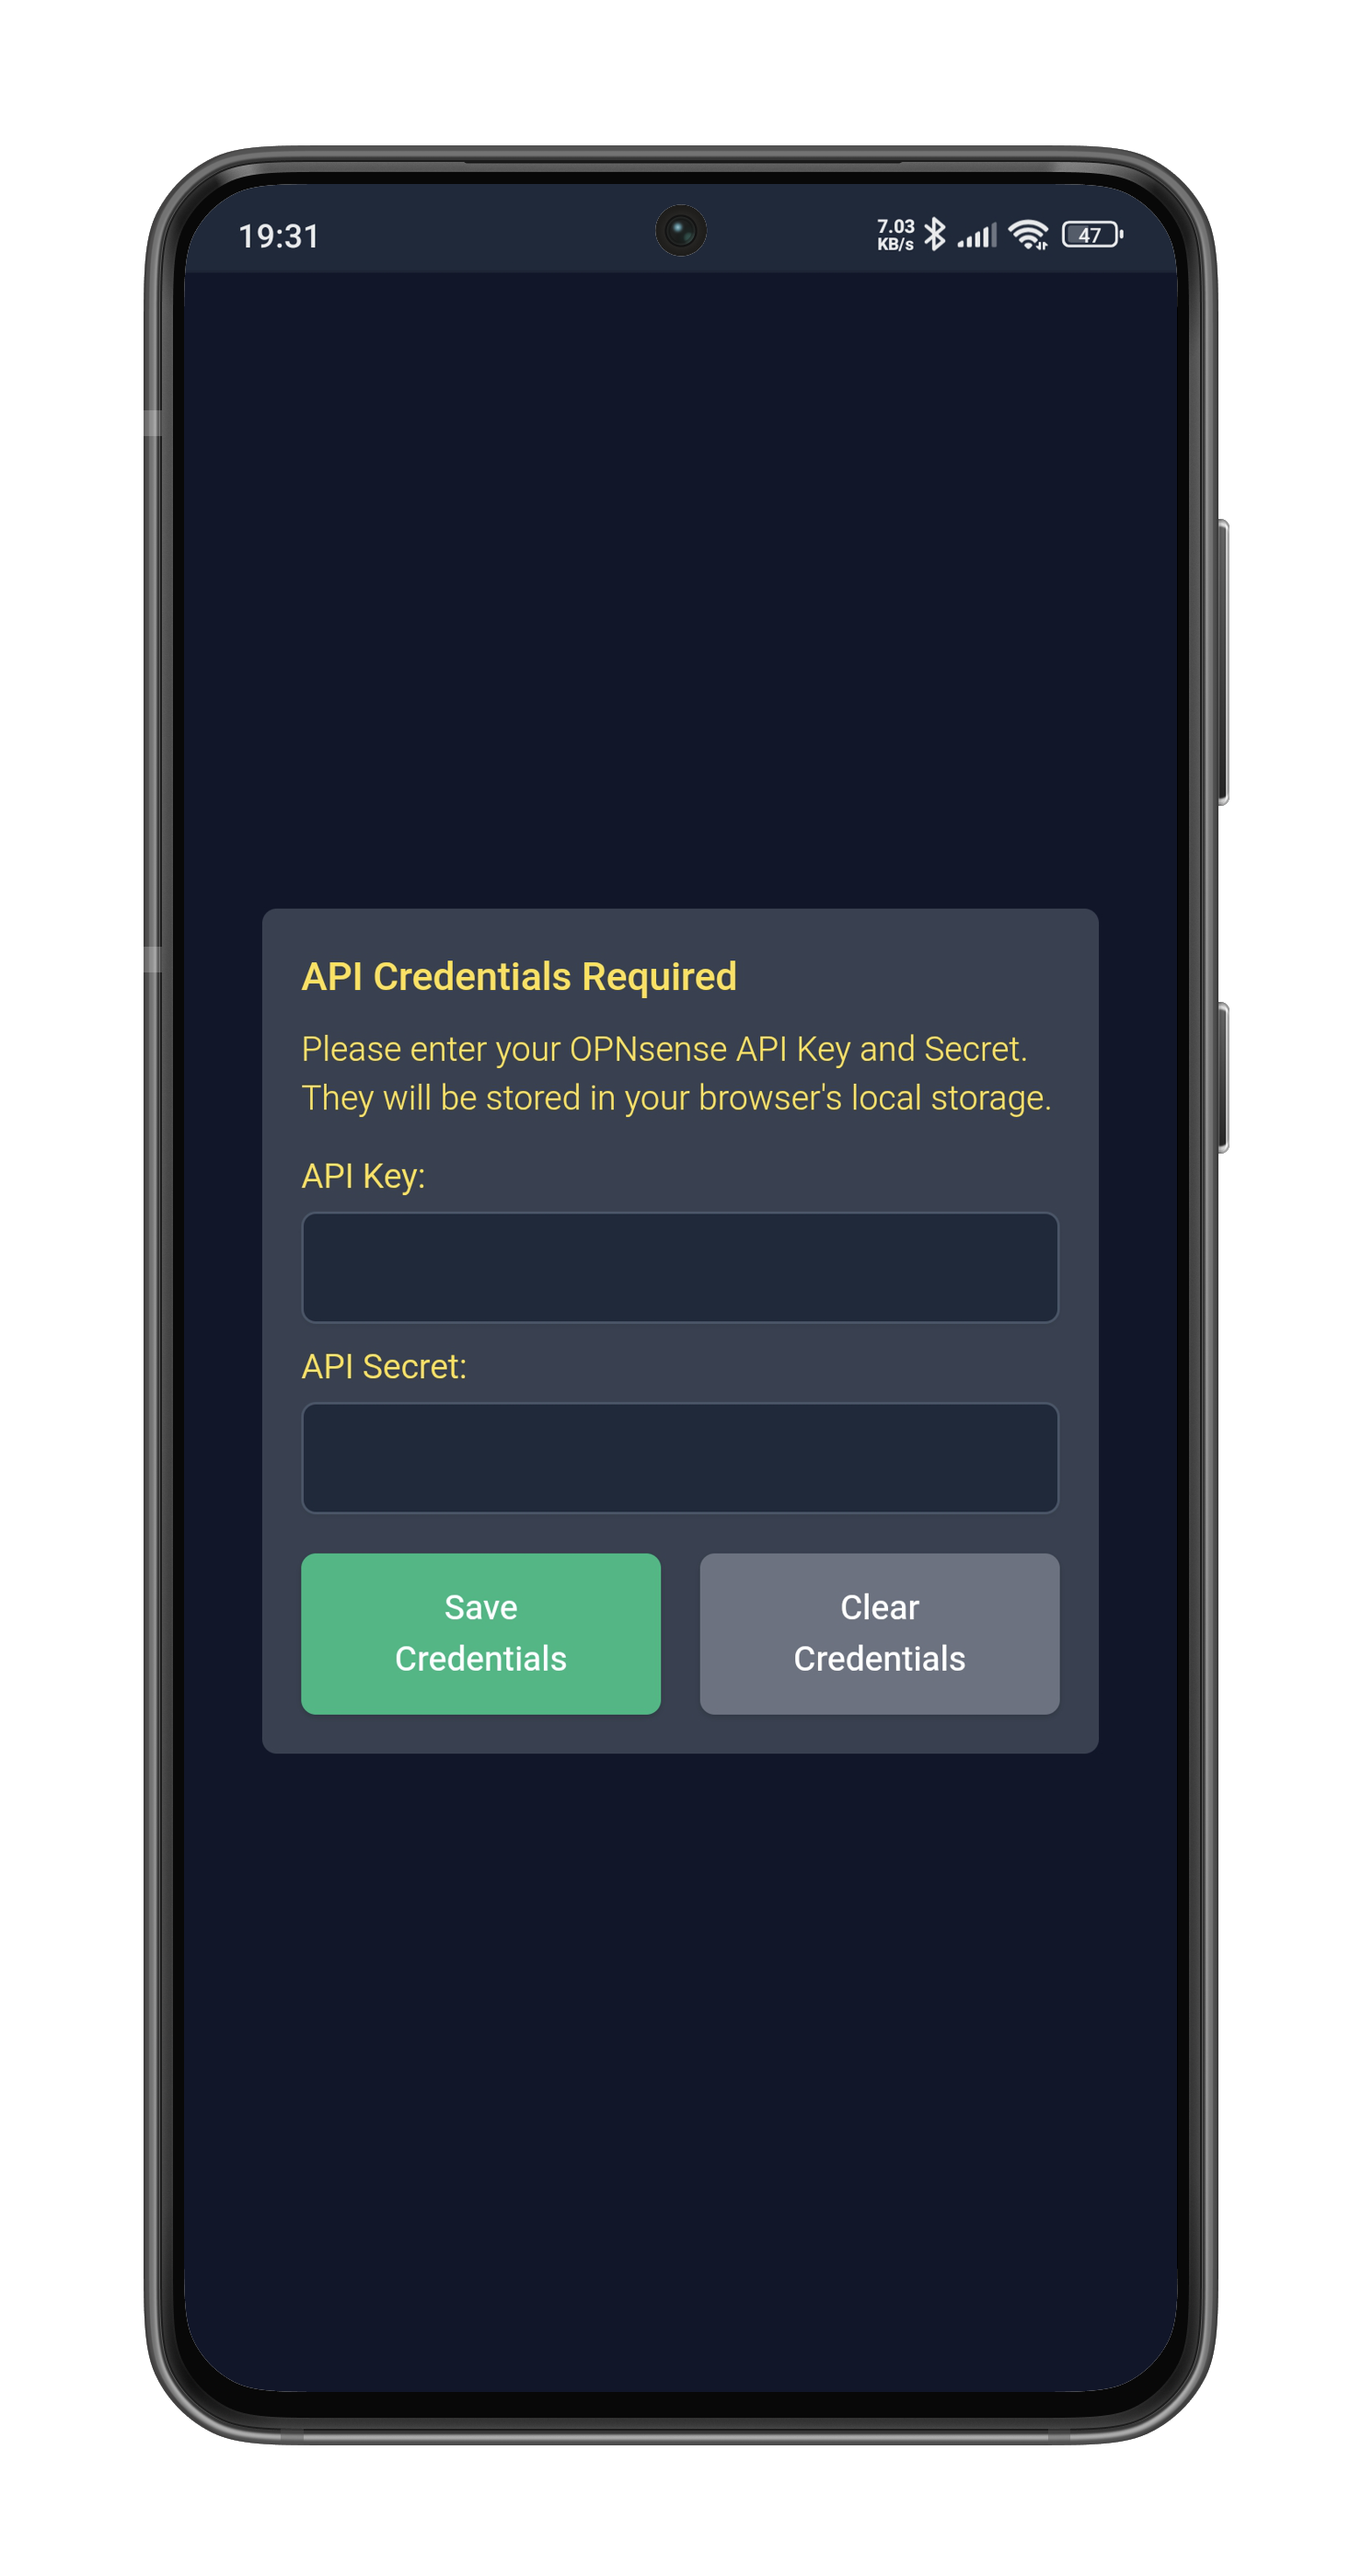 19:31
7.03
KB/s
47
API Credentials Required
Please enter your OPNsense API Key and Secret.
They will be stored in your browser's local storage.
API Key:
API Secret:
Save
Credentials
Clear
Credentials